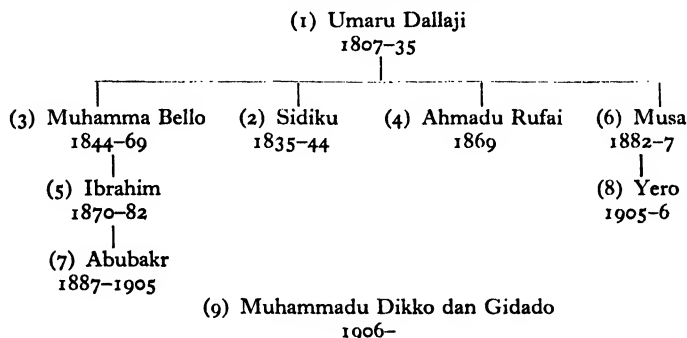 (1) Umaru Dallaji
1807–35
(3) Muhamma Bello (2) Sidiku (4) Ahmadu Rufai (6) Musa
1844–69 1835–44 1869 1882–7
(5) Ibrahim (8) Yero
1870–82 1905–6
(7) Abubakr
1887–1905
(9) Muhammadu Dikko dan Gidado
1906–